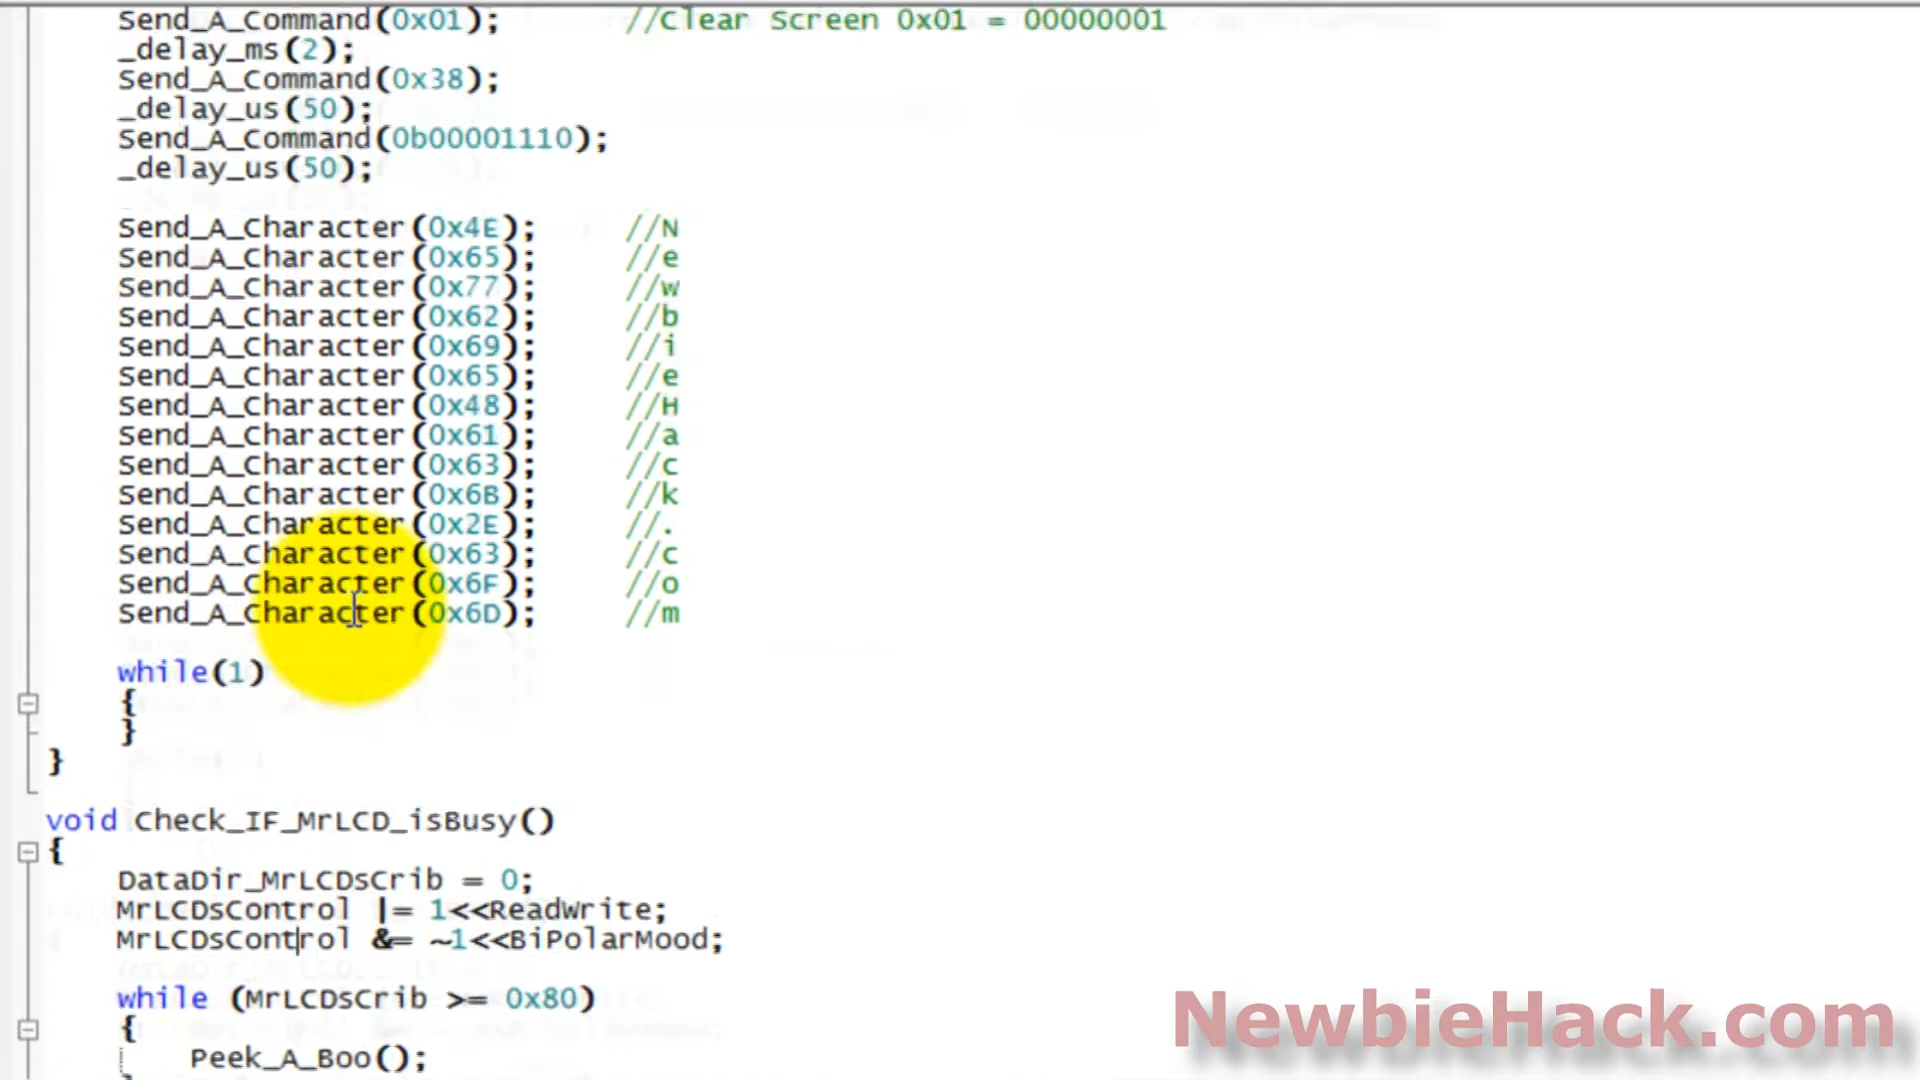 Send_A_Command(0x01); //Clear Screen 0x01 = 00000001
_delay_ms(2);
Send_A_Command(0x38);
_delay_us(50);
Send_A_Command(0b00001110);
_delay_us(50);
Send_A_Character(0x4E); //N
Send_A_Character(0x65); //e
Send_A_Character(0x77); //w
Send_A_Character(0x62); //b
Send_A_Character(0x69); //i
Send_A_Character(0x65); //e
Send_A_Character(0x48); //H
Send_A_Character(0x61); //a
Send_A_Character(0x63); //c
Send_A_Character(0x6B); //k
Send_A_Character(0x2E); //.
Send_A_Character(0x63); //c
Send_A_Character(0x6F); //o
Send_A_Character(0x6D); //m
while(1)
{
}
}
void Check_IF_MrLCD_isBusy()
{
DataDir_MrLCDsCrib = 0;
MrLCDsControl |= 1<<ReadWrite;
MrLCDsControl &= ~1<<BiPolarMood;
while (MrLCDsCrib >= 0x80)
{
Peek_A_Boo();
NewbieHack.com